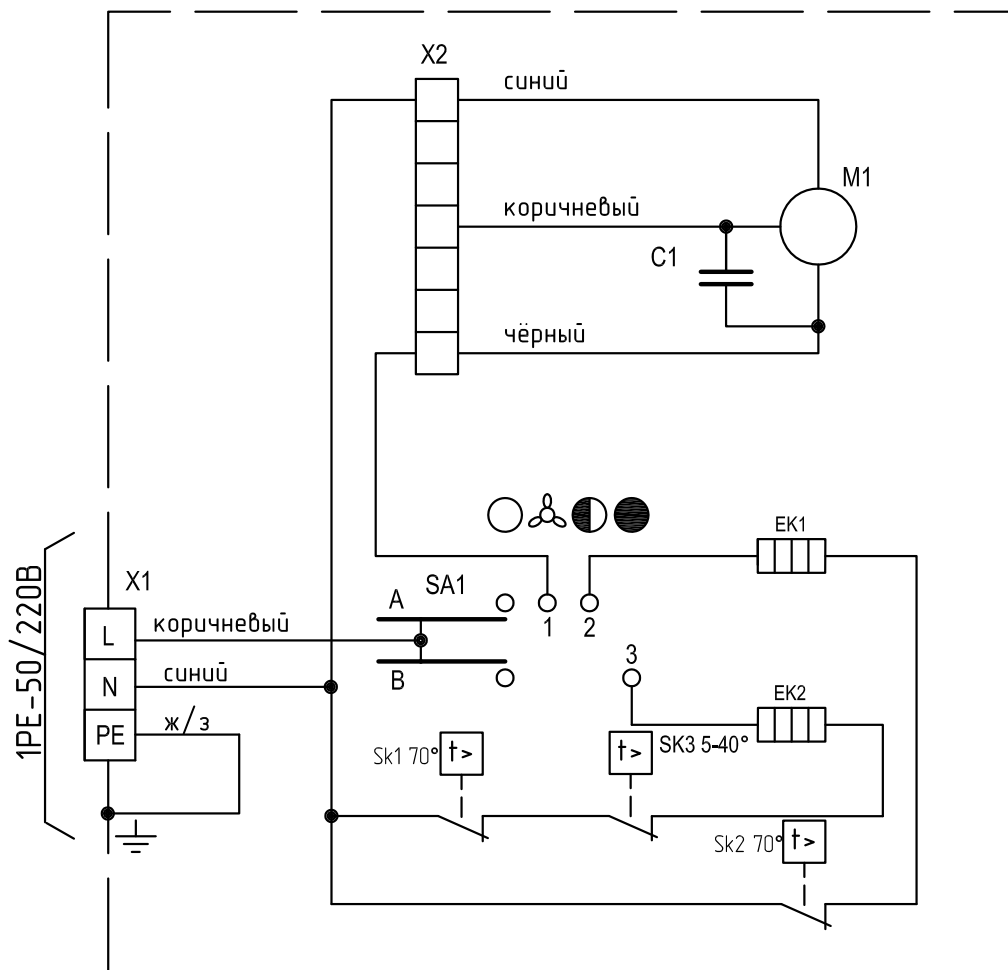 X2
синий
M1
коричневый
C1
чёрный
EK1
SA1
A
1
2
X1
1PE-50/220В
L
коричневый
B
3
N
синий
EK2
PE
ж/з
Sk1 70°
t>
t>
SK3 5-40°
Sk2 70°
t>